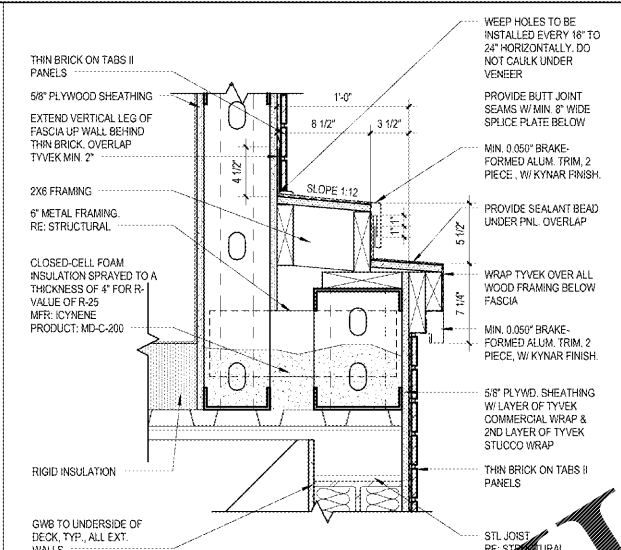 WEEP HOLES TO BE
INSTALLED EVERY 16" TO
24" HORIZONTALLY. DO
NOT CAULK UNDER
VENEER
THIN BRICK ON TABS II
PANELS
5/8" PLYWOOD SHEATHING
EXTEND VERTICAL LEG OF
FASCIA UP WALL BEHIND
THIN BRICK. OVERLAP
TYVEK MIN. 2"
2X6 FRAMING
6" METAL FRAMING.
RE: STRUCTURAL
CLOSED-CELL FOAM
INSULATION SPRAYED TO A
THICKNESS OF 4" FOR R-
VALUE OF R-25
MFR: ICYNENE
PRODUCT: MD-C-200
RIGID INSULATION
GWB TO UNDERSIDE OF
DECK, TYP., ALL EXT.
WALLS
1'-0"
8 1/2"
3 1/2"
4 1/2"
SLOPE 1:12
1"
1"
5 1/2"
7 1/4"
PROVIDE BUTT JOINT
SEAMS W/ MIN. 8" WIDE
SPLICE PLATE BELOW
MIN. 0.050" BRAKE-
FORMED ALUM. TRIM, 2
PIECE, W/ KYNAR FINISH.
PROVIDE SEALANT BEAD
UNDER PNL. OVERLAP
WRAP TYVEK OVER ALL
WOOD FRAMING BELOW
FASCIA
MIN. 0.050" BRAKE-
FORMED ALUM. TRIM, 2
PIECE, W/ KYNAR FINISH.
5/8" PLYWD. SHEATHING
W/ LAYER OF TYVEK
COMMERCIAL WRAP &
2ND LAYER OF TYVEK
STUCCO WRAP
THIN BRICK ON TABS II
PANELS
STL JOIST
RE: STRUCTURAL